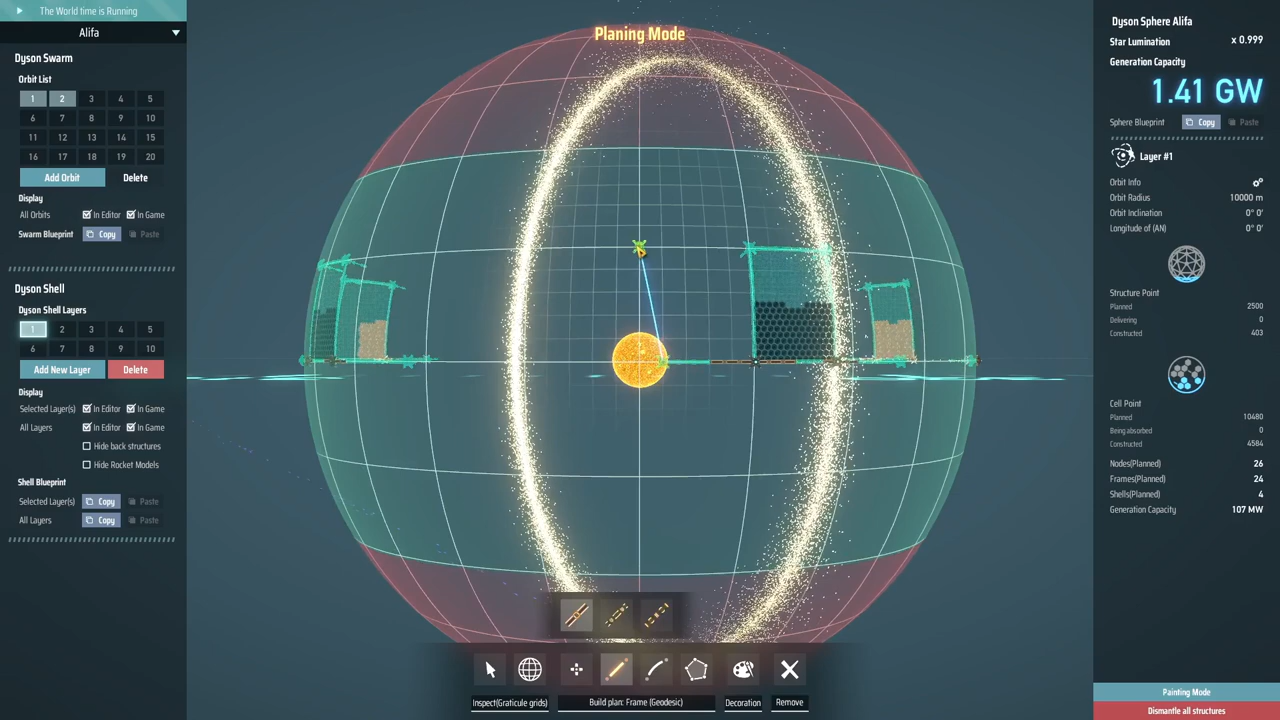 The World time is Running
Alifa
Dyson Swarm
Orbit List
1 2 3 4 5
6 7 8 9 10
11 12 13 14 15
16 17 18 19 20
Add Orbit Delete
Display
All Orbits In Editor In Game
Swarm Blueprint Copy Paste
Dyson Shell
Dyson Shell Layers
1 2 3 4 5
6 7 8 9 10
Add New Layer Delete
Display
Selected Layer(s) In Editor In Game
All Layers In Editor In Game
Hide back structures
Hide Rocket Models
Shell Blueprint
Selected Layer(s) Copy Paste
All Layers Copy Paste
Planing Mode
Inspect(Graticule grids) Build plan: Frame (Geodesic) Decoration Remove
Dyson Sphere Alifa
Star Lumination x 0.999
Generation Capacity
1.41 GW
Sphere Blueprint Copy Paste
Layer #1
Orbit Info
Orbit Radius 10000 m
Orbit Inclination 0° 0'
Longitude of (AN) 0° 0'
Structure Point
Planned 2500
Delivering 0
Constructed 403
Cell Point
Planned 10480
Being absorbed 0
Constructed 4584
Nodes(Planned) 26
Frames(Planned) 24
Shells(Planned) 4
Generation Capacity 107 MW
Painting Mode
Dismantle all structures